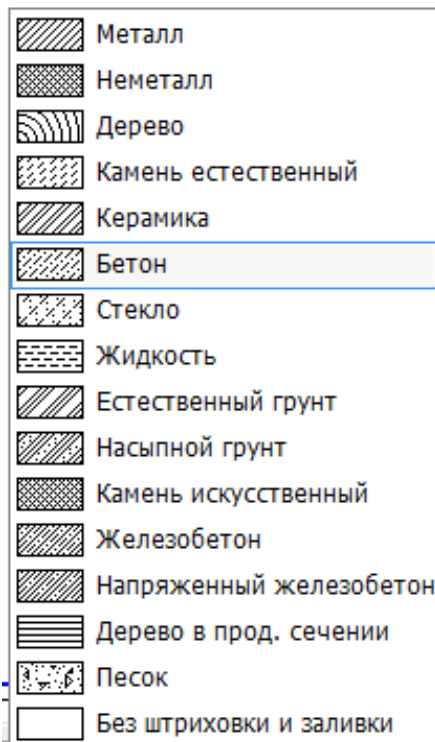 Металл
Неметалл
Дерево
Камень естественный
Керамика
Бетон
Стекло
Жидкость
Естественный грунт
Насыпной грунт
Камень искусственный
Железобетон
Напряженный железобетон
Дерево в прод. сечении
Песок
Без штриховки и заливки